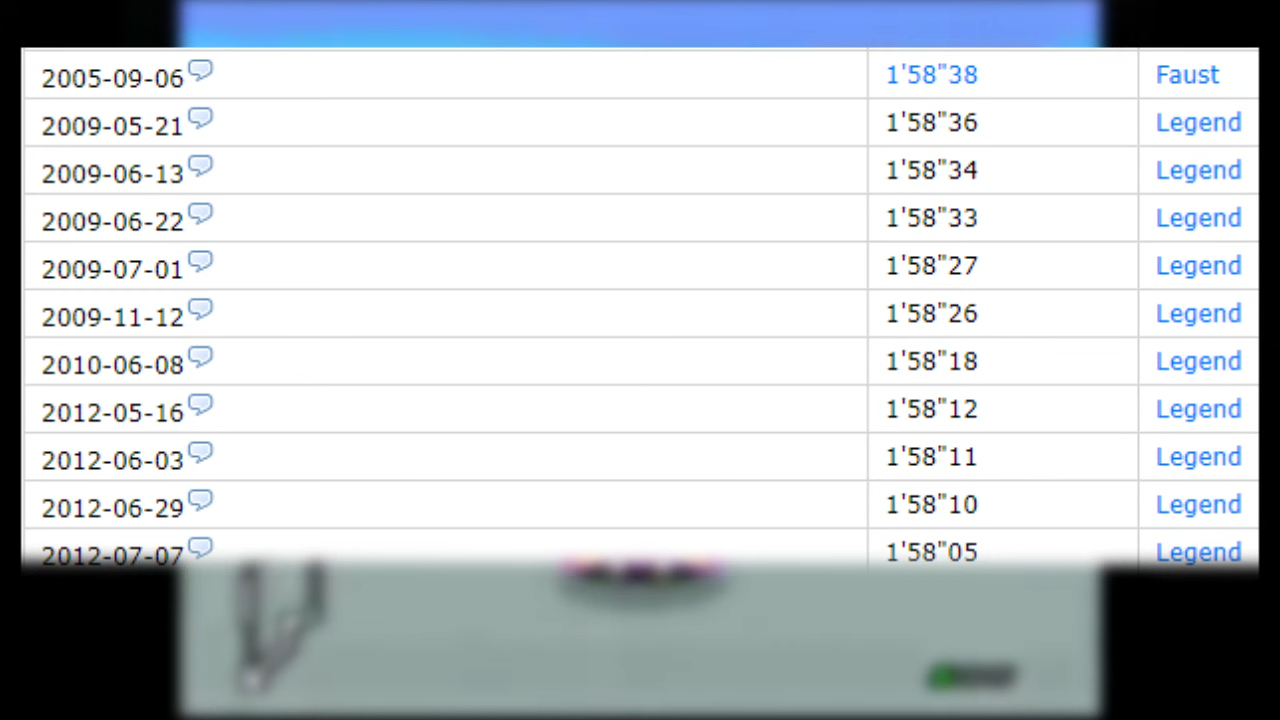 2005-09-06 1'58"38 Faust
2009-05-21 1'58"36 Legend
2009-06-13 1'58"34 Legend
2009-06-22 1'58"33 Legend
2009-07-01 1'58"27 Legend
2009-11-12 1'58"26 Legend
2010-06-08 1'58"18 Legend
2012-05-16 1'58"12 Legend
2012-06-03 1'58"11 Legend
2012-06-29 1'58"10 Legend
2012-07-07 1'58"05 Legend